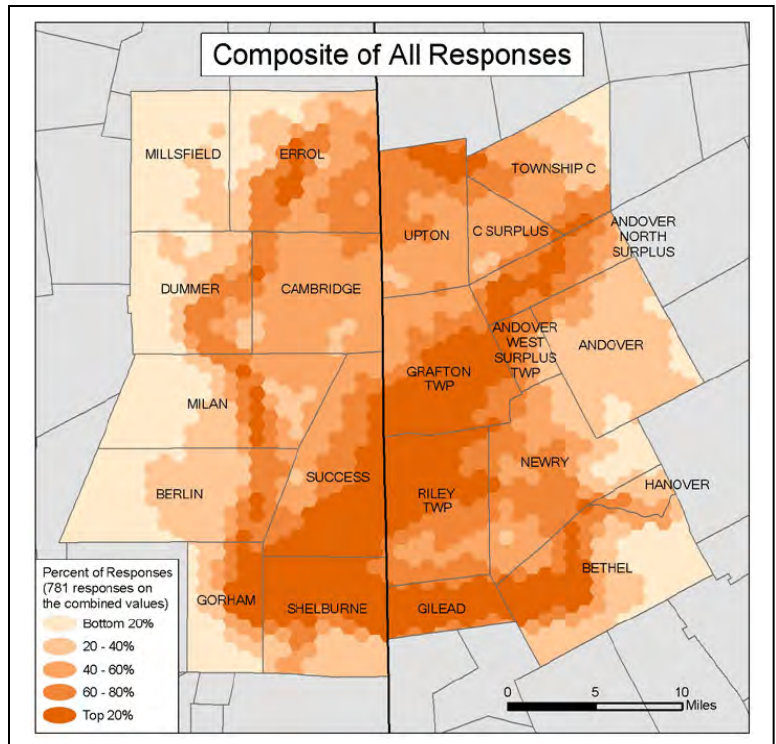 Composite of All Responses
MILLSFIELD
ERROL
TOWNSHIP C
UPTON
C SURPLUS
ANDOVER
NORTH
SURPLUS
DUMMER
CAMBRIDGE
ANDOVER
WEST
SURPLUS
TWP
ANDOVER
GRAFTON
TWP
MILAN
NEWRY
SUCCESS
HANOVER
BERLIN
RILEY
TWP
BETHEL
GORHAM
SHELBURNE
GILEAD
Percent of Responses
(781 responses on
the combined values)
Bottom 20%
20 - 40%
40 - 60%
60 - 80%
Top 20%
0 5 10
Miles